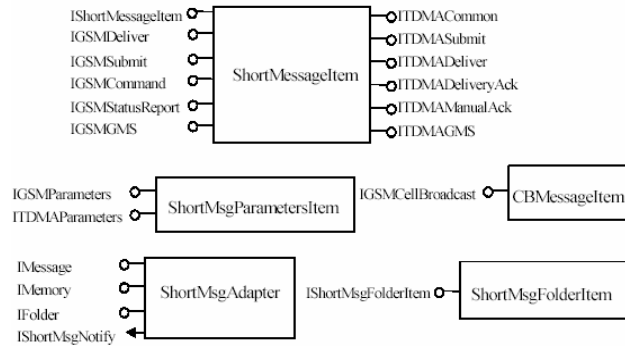 IShortMessageItem
IGSMDeliver
IGSMSubmit
IGSMCommand
IGSMStatusReport
IGSMGMS
ShortMessageItem
ITDMACommon
ITDMASubmit
ITDMADeliver
ITDMADeliveryAck
ITDMAManualAck
ITDMAGMS
IGSMParameters
ITDMAParameters
ShortMsgParametersItem
IGSMCellBroadcast
CBMessageItem
IMessage
IMemory
IFolder
IShortMsgNotify
ShortMsgAdapter
IShortMsgFolderItem
ShortMsgFolderItem